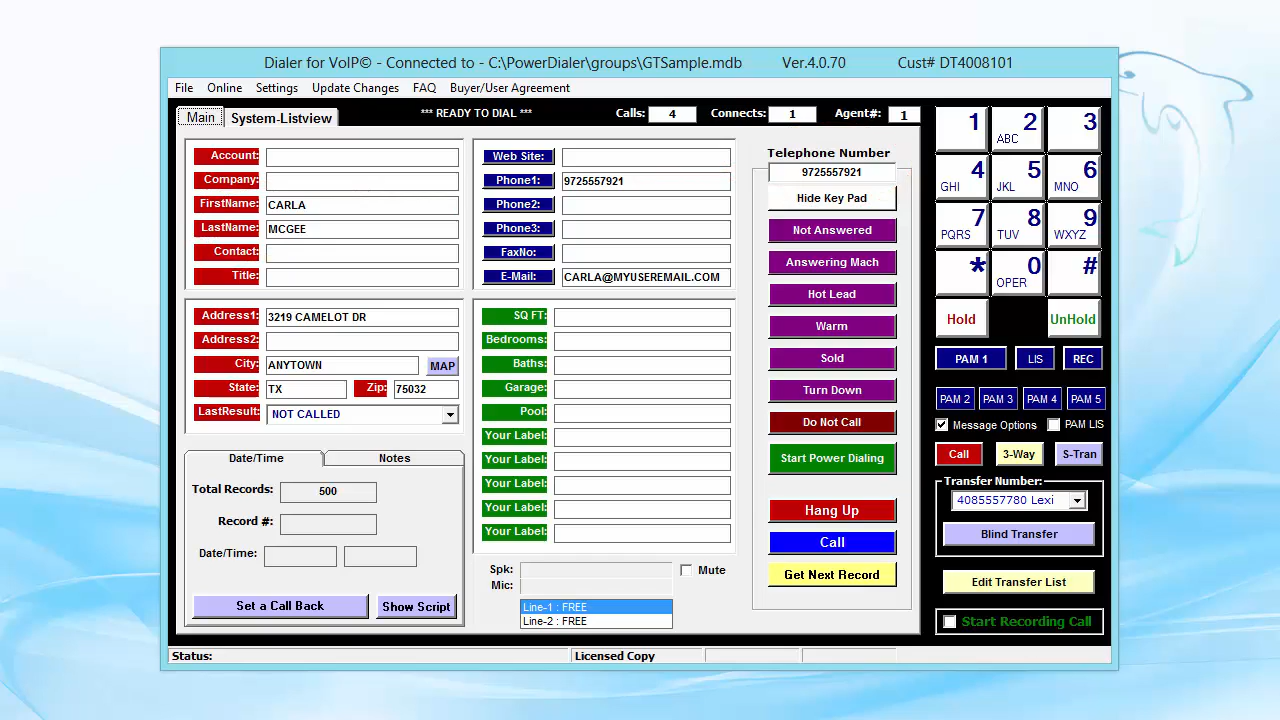 Dialer for VoIP© - Connected to - C:\PowerDialer\groups\GTSample.mdb Ver.4.0.70 Cust# DT4008101
File Online Settings Update Changes FAQ Buyer/User Agreement
Main System-Listview *** READY TO DIAL *** Calls: 4 Connects: 1 Agent#: 1
Account:
Company:
FirstName: CARLA
LastName: MCGEE
Contact:
Title:
Web Site:
Phone1: 9725557921
Phone2:
Phone3:
FaxNo:
E-Mail: CARLA@MYUSEREMAIL.COM
Address1: 3219 CAMELOT DR
Address2:
City: ANYTOWN MAP
State: TX Zip: 75032
LastResult: NOT CALLED
SQ FT:
Bedrooms:
Baths:
Garage:
Pool:
Your Label:
Your Label:
Your Label:
Your Label:
Your Label:
Date/Time Notes
Total Records: 500
Record #:
Date/Time:
Set a Call Back Show Script
Spk: Mute
Mic:
Line-1 : FREE
Line-2 : FREE
Telephone Number
9725557921
Hide Key Pad
Not Answered
Answering Mach
Hot Lead
Warm
Sold
Turn Down
Do Not Call
Start Power Dialing
Hang Up
Call
Get Next Record
1 2 ABC 3
4 GHI 5 JKL 6 MNO
7 PQRS 8 TUV 9 WXYZ
* 0 OPER #
Hold UnHold
PAM 1 LIS REC
PAM 2 PAM 3 PAM 4 PAM 5
Message Options PAM LIS
Call 3-Way S-Tran
Transfer Number:
4085557780 Lexi
Blind Transfer
Edit Transfer List
Start Recording Call
Status: Licensed Copy